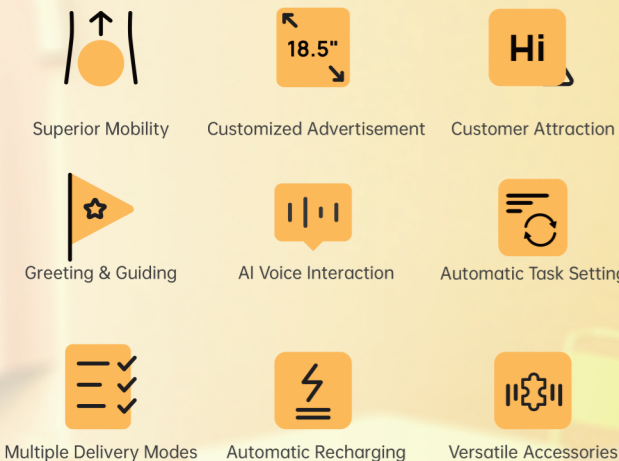 18.5"
Hi
Superior Mobility
Customized Advertisement
Customer Attraction
Greeting & Guiding
AI Voice Interaction
Automatic Task Setting
Multiple Delivery Modes
Automatic Recharging
Versatile Accessories